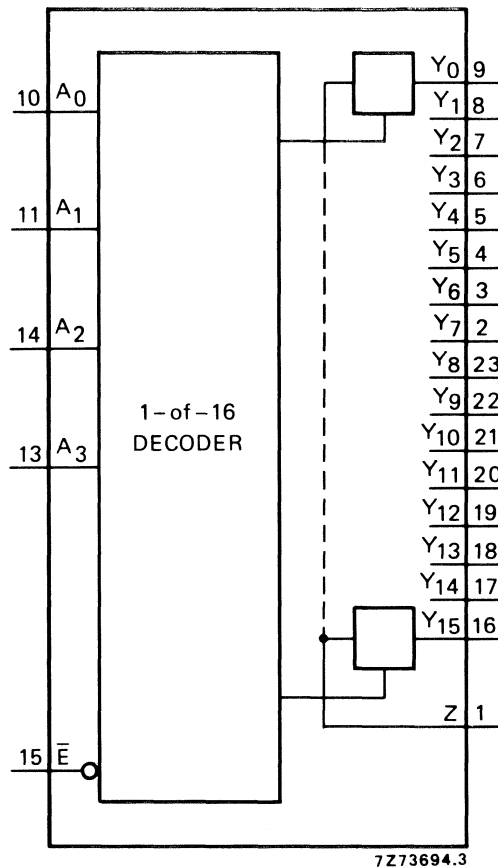 10 A0
11 A1
14 A2
13 A3
15 E̅
1-of-16
DECODER
Y0 9
Y1 8
Y2 7
Y3 6
Y4 5
Y5 4
Y6 3
Y7 2
Y8 23
Y9 22
Y10 21
Y11 20
Y12 19
Y13 18
Y14 17
Y15 16
Z 1
7Z73694.3